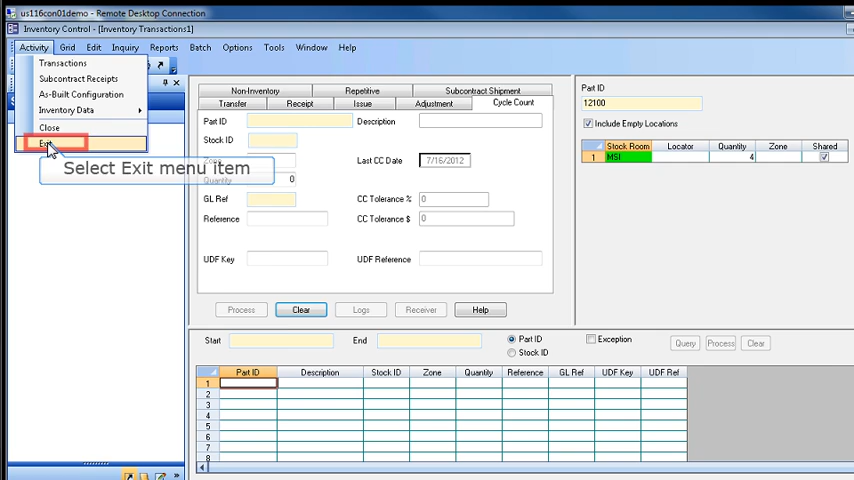 us116con01demo - Remote Desktop Connection
Inventory Control - [Inventory Transactions1]
Activity Grid Edit Inquiry Reports Batch Options Tools Window Help
Transactions
Subcontract Receipts
As-Built Configuration
Inventory Data
Close
Exit
Select Exit menu item
Non-Inventory Repetitive Subcontract Shipment
Transfer Receipt Issue Adjustment Cycle Count
Part ID Description
Stock ID
Last CC Date 7/16/2012
Quantity 0
GL Ref CC Tolerance % 0
Reference CC Tolerance $ 0
UDF Key UDF Reference
Process Clear Logs Receiver Help
Part ID
12100
Include Empty Locations
Stock Room Locator Quantity Zone Shared
1 MSI 4
Start End Part ID Exception Query Process Clear
Stock ID
Part ID Description Stock ID Zone Quantity Reference GL Ref UDF Key UDF Ref
1
2
3
4
5
6
7
8